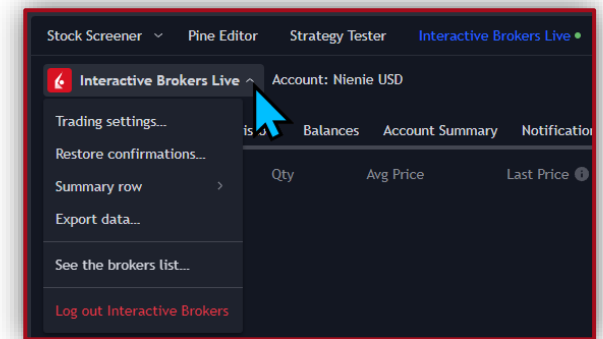 Stock Screener Pine Editor Strategy Tester Interactive Brokers Live
Interactive Brokers Live Account: Nienie USD
Balances Account Summary Notification
Qty Avg Price Last Price
Trading settings...
Restore confirmations...
Summary row
Export data...
See the brokers list...
Log out Interactive Brokers